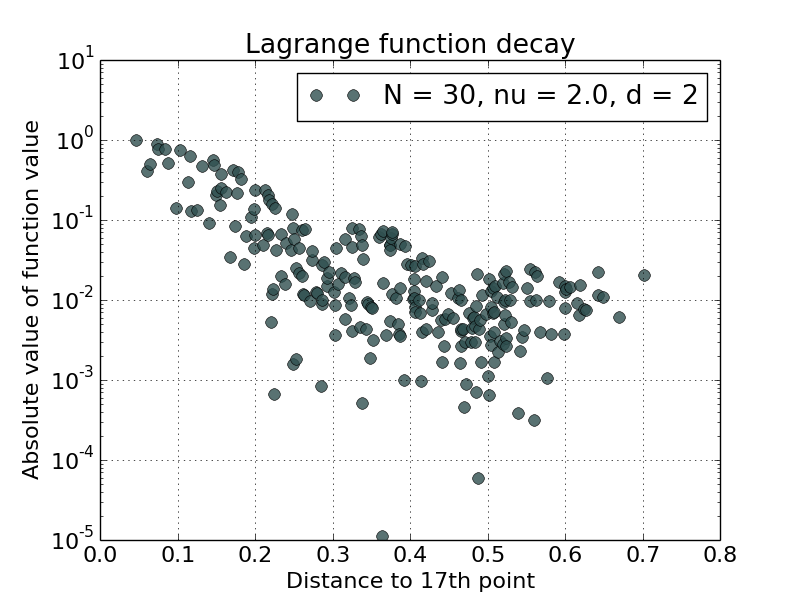 Lagrange function decay
N = 30, nu = 2.0, d = 2
Absolute value of function value
10^1
10^0
10^-1
10^-2
10^-3
10^-4
10^-5
0.0 0.1 0.2 0.3 0.4 0.5 0.6 0.7 0.8
Distance to 17th point